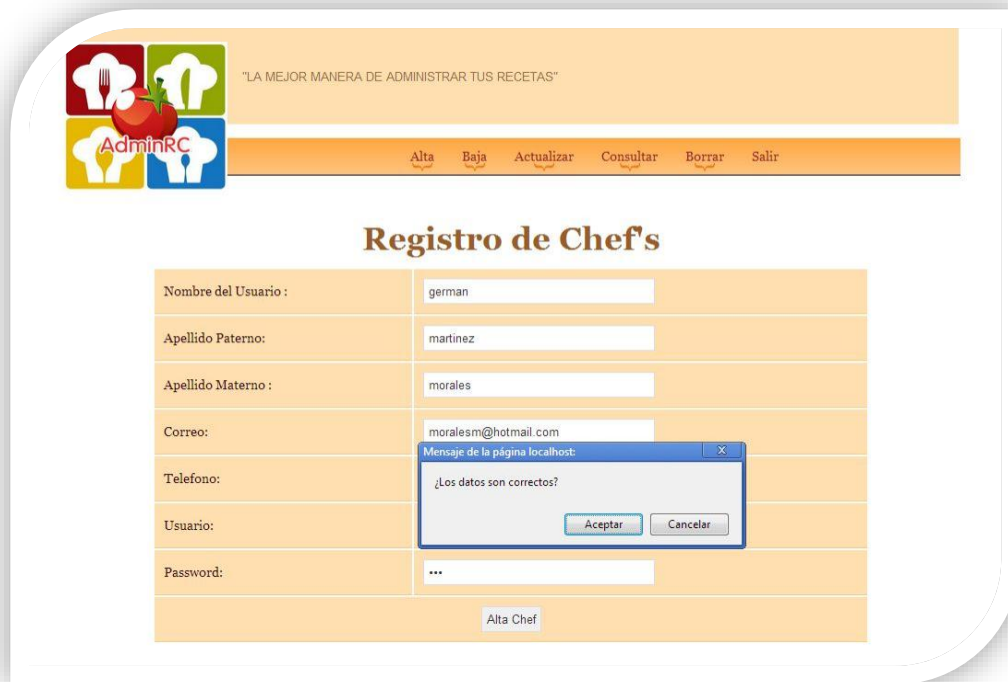 "LA MEJOR MANERA DE ADMINISTRAR TUS RECETAS"
AdminRC
Alta Baja Actualizar Consultar Borrar Salir
Registro de Chef's
Nombre del Usuario : german
Apellido Paterno: martinez
Apellido Materno : morales
Correo: moralesm@hotmail.com
Mensaje de la página localhost: X
Telefono: ¿Los datos son correctos?
Usuario: Aceptar Cancelar
Password: •••
Alta Chef